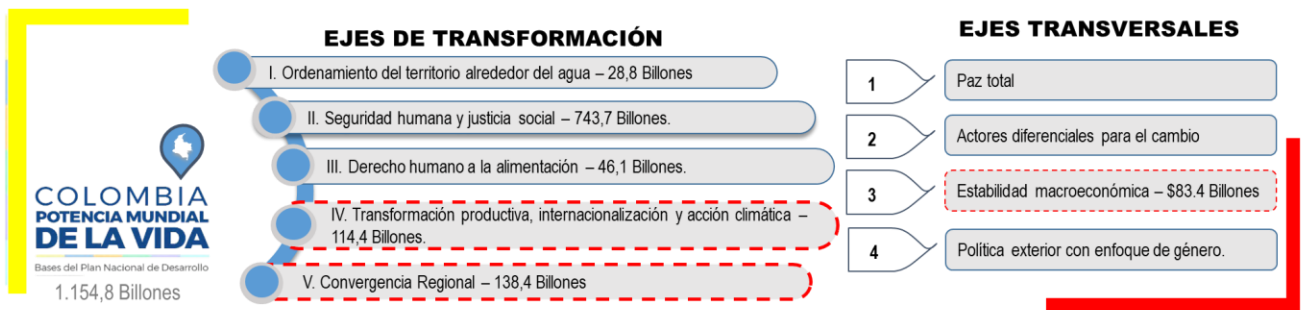 EJES DE TRANSFORMACIÓN
I. Ordenamiento del territorio alrededor del agua – 28,8 Billones
II. Seguridad humana y justicia social – 743,7 Billones.
III. Derecho humano a la alimentación – 46,1 Billones.
IV. Transformación productiva, internacionalización y acción climática –
114,4 Billones.
V. Convergencia Regional – 138,4 Billones
COLOMBIA
POTENCIA MUNDIAL
DE LA VIDA
Bases del Plan Nacional de Desarrollo
1.154,8 Billones
EJES TRANSVERSALES
1 Paz total
2 Actores diferenciales para el cambio
3 Estabilidad macroeconómica – $83.4 Billones
4 Política exterior con enfoque de género.